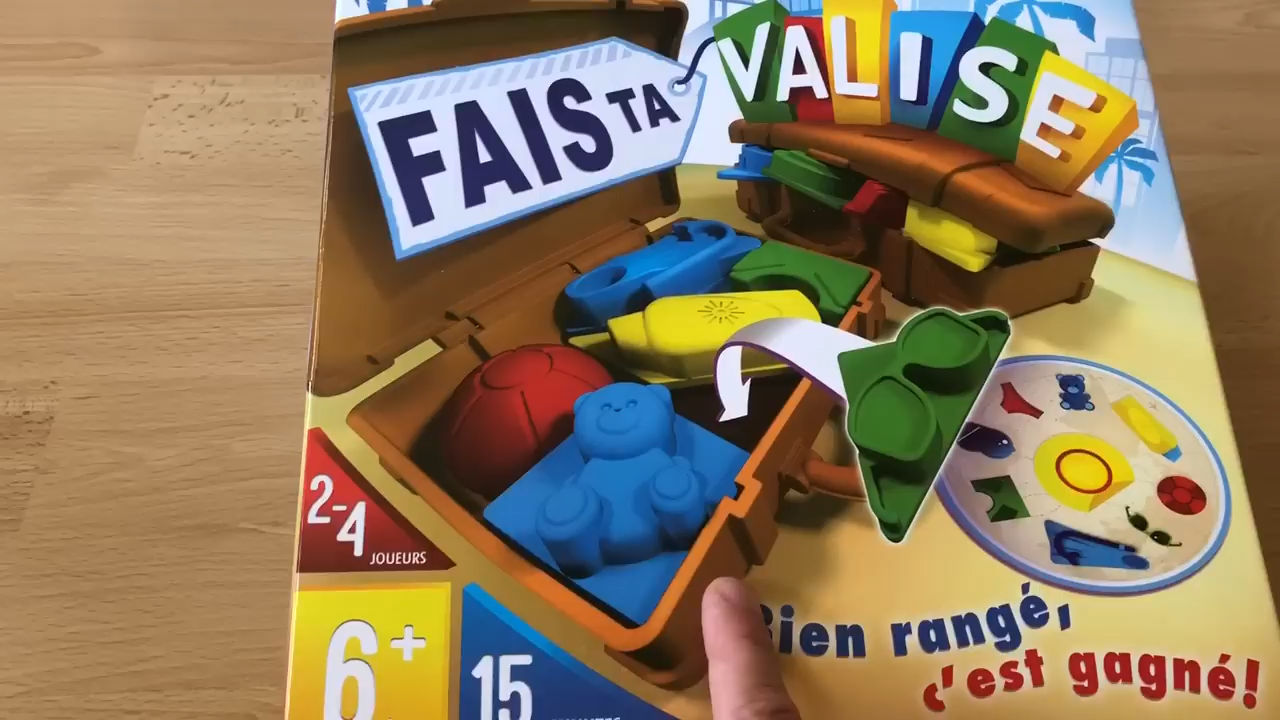 FAIS TA
VALISE
2-4
JOUEURS
6+
15
Bien rangé,
c'est gagné!